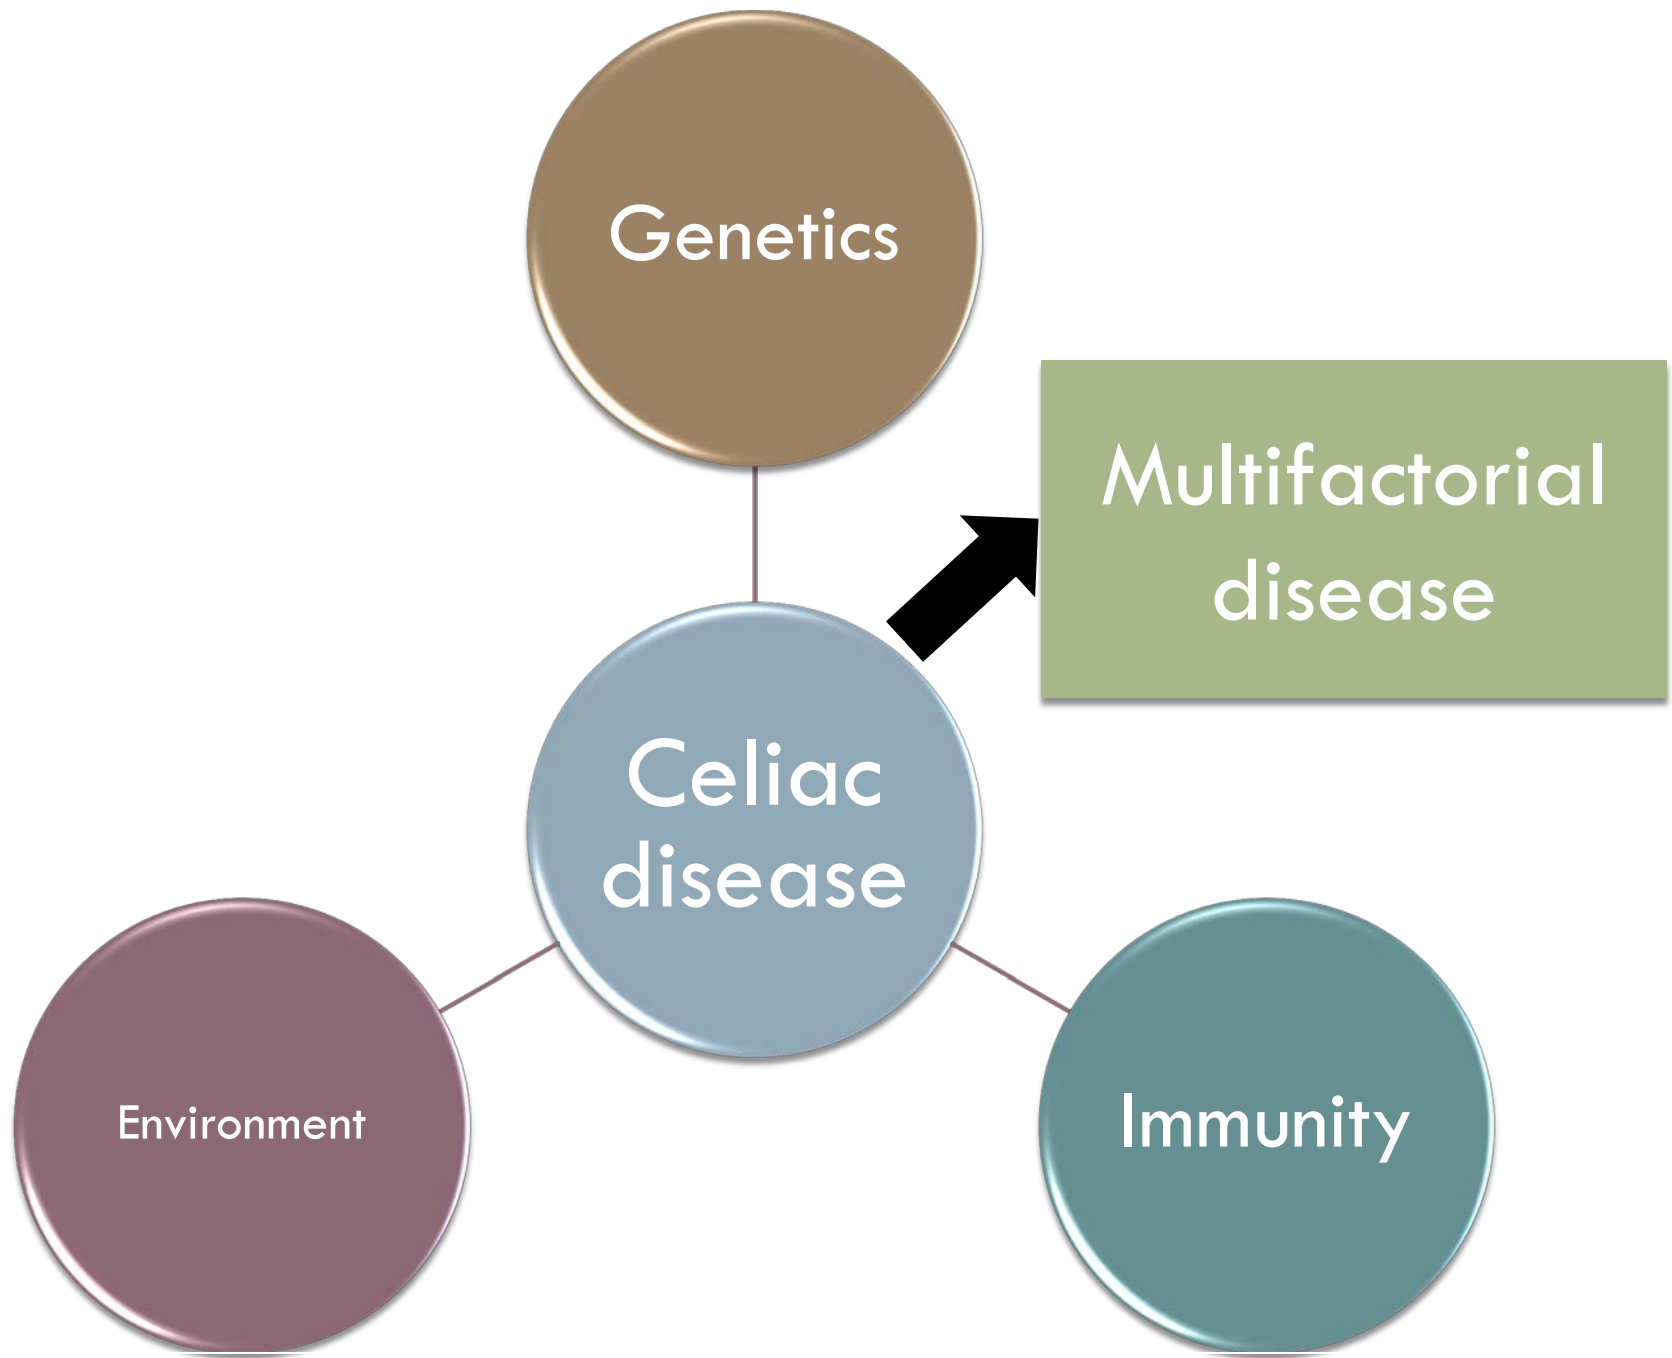 Genetics
Multifactorial
disease
Celiac
disease
Environment
Immunity